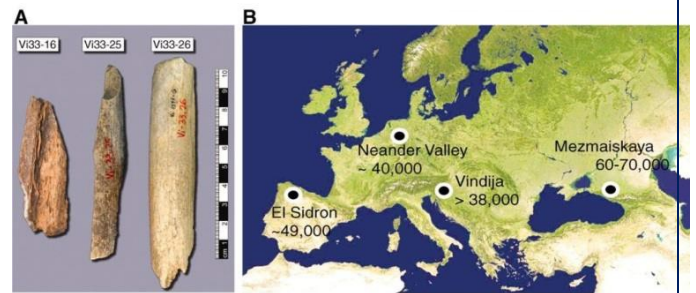 A
B
Vi33-16
Vi33-25
Vi33-26
Neander Valley
~ 40,000
Mezmaiskaya
60-70,000
Vindija
> 38,000
El Sidron
~49,000